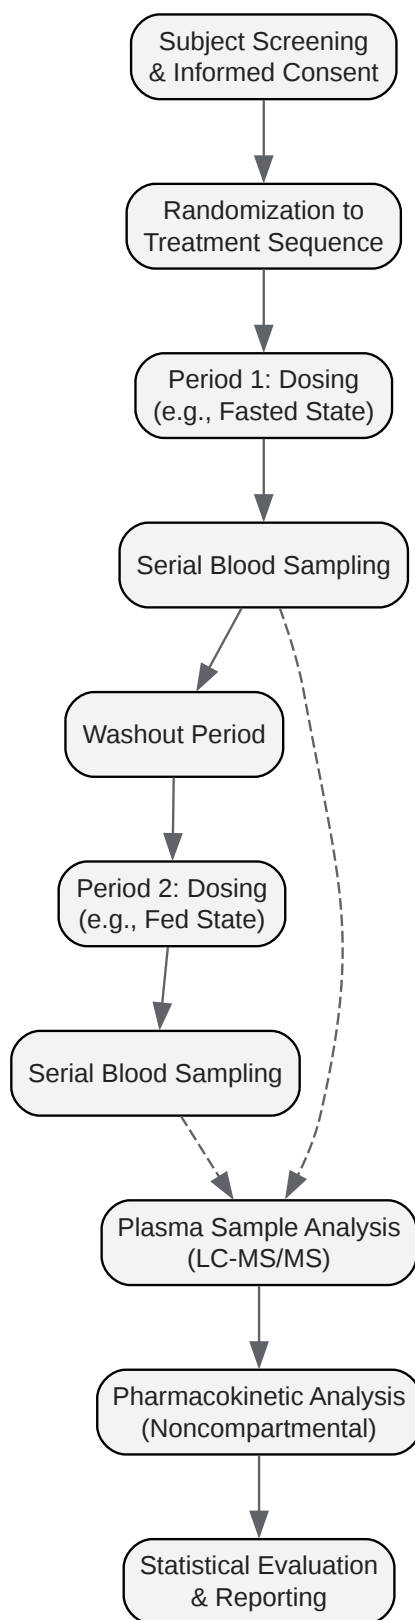 Subject Screening
& Informed Consent
Randomization to
Treatment Sequence
Period 1: Dosing
(e.g., Fasted State)
Serial Blood Sampling
Washout Period
Period 2: Dosing
(e.g., Fed State)
Serial Blood Sampling
Plasma Sample Analysis
(LC-MS/MS)
Pharmacokinetic Analysis
(Noncompartmental)
Statistical Evaluation
& Reporting